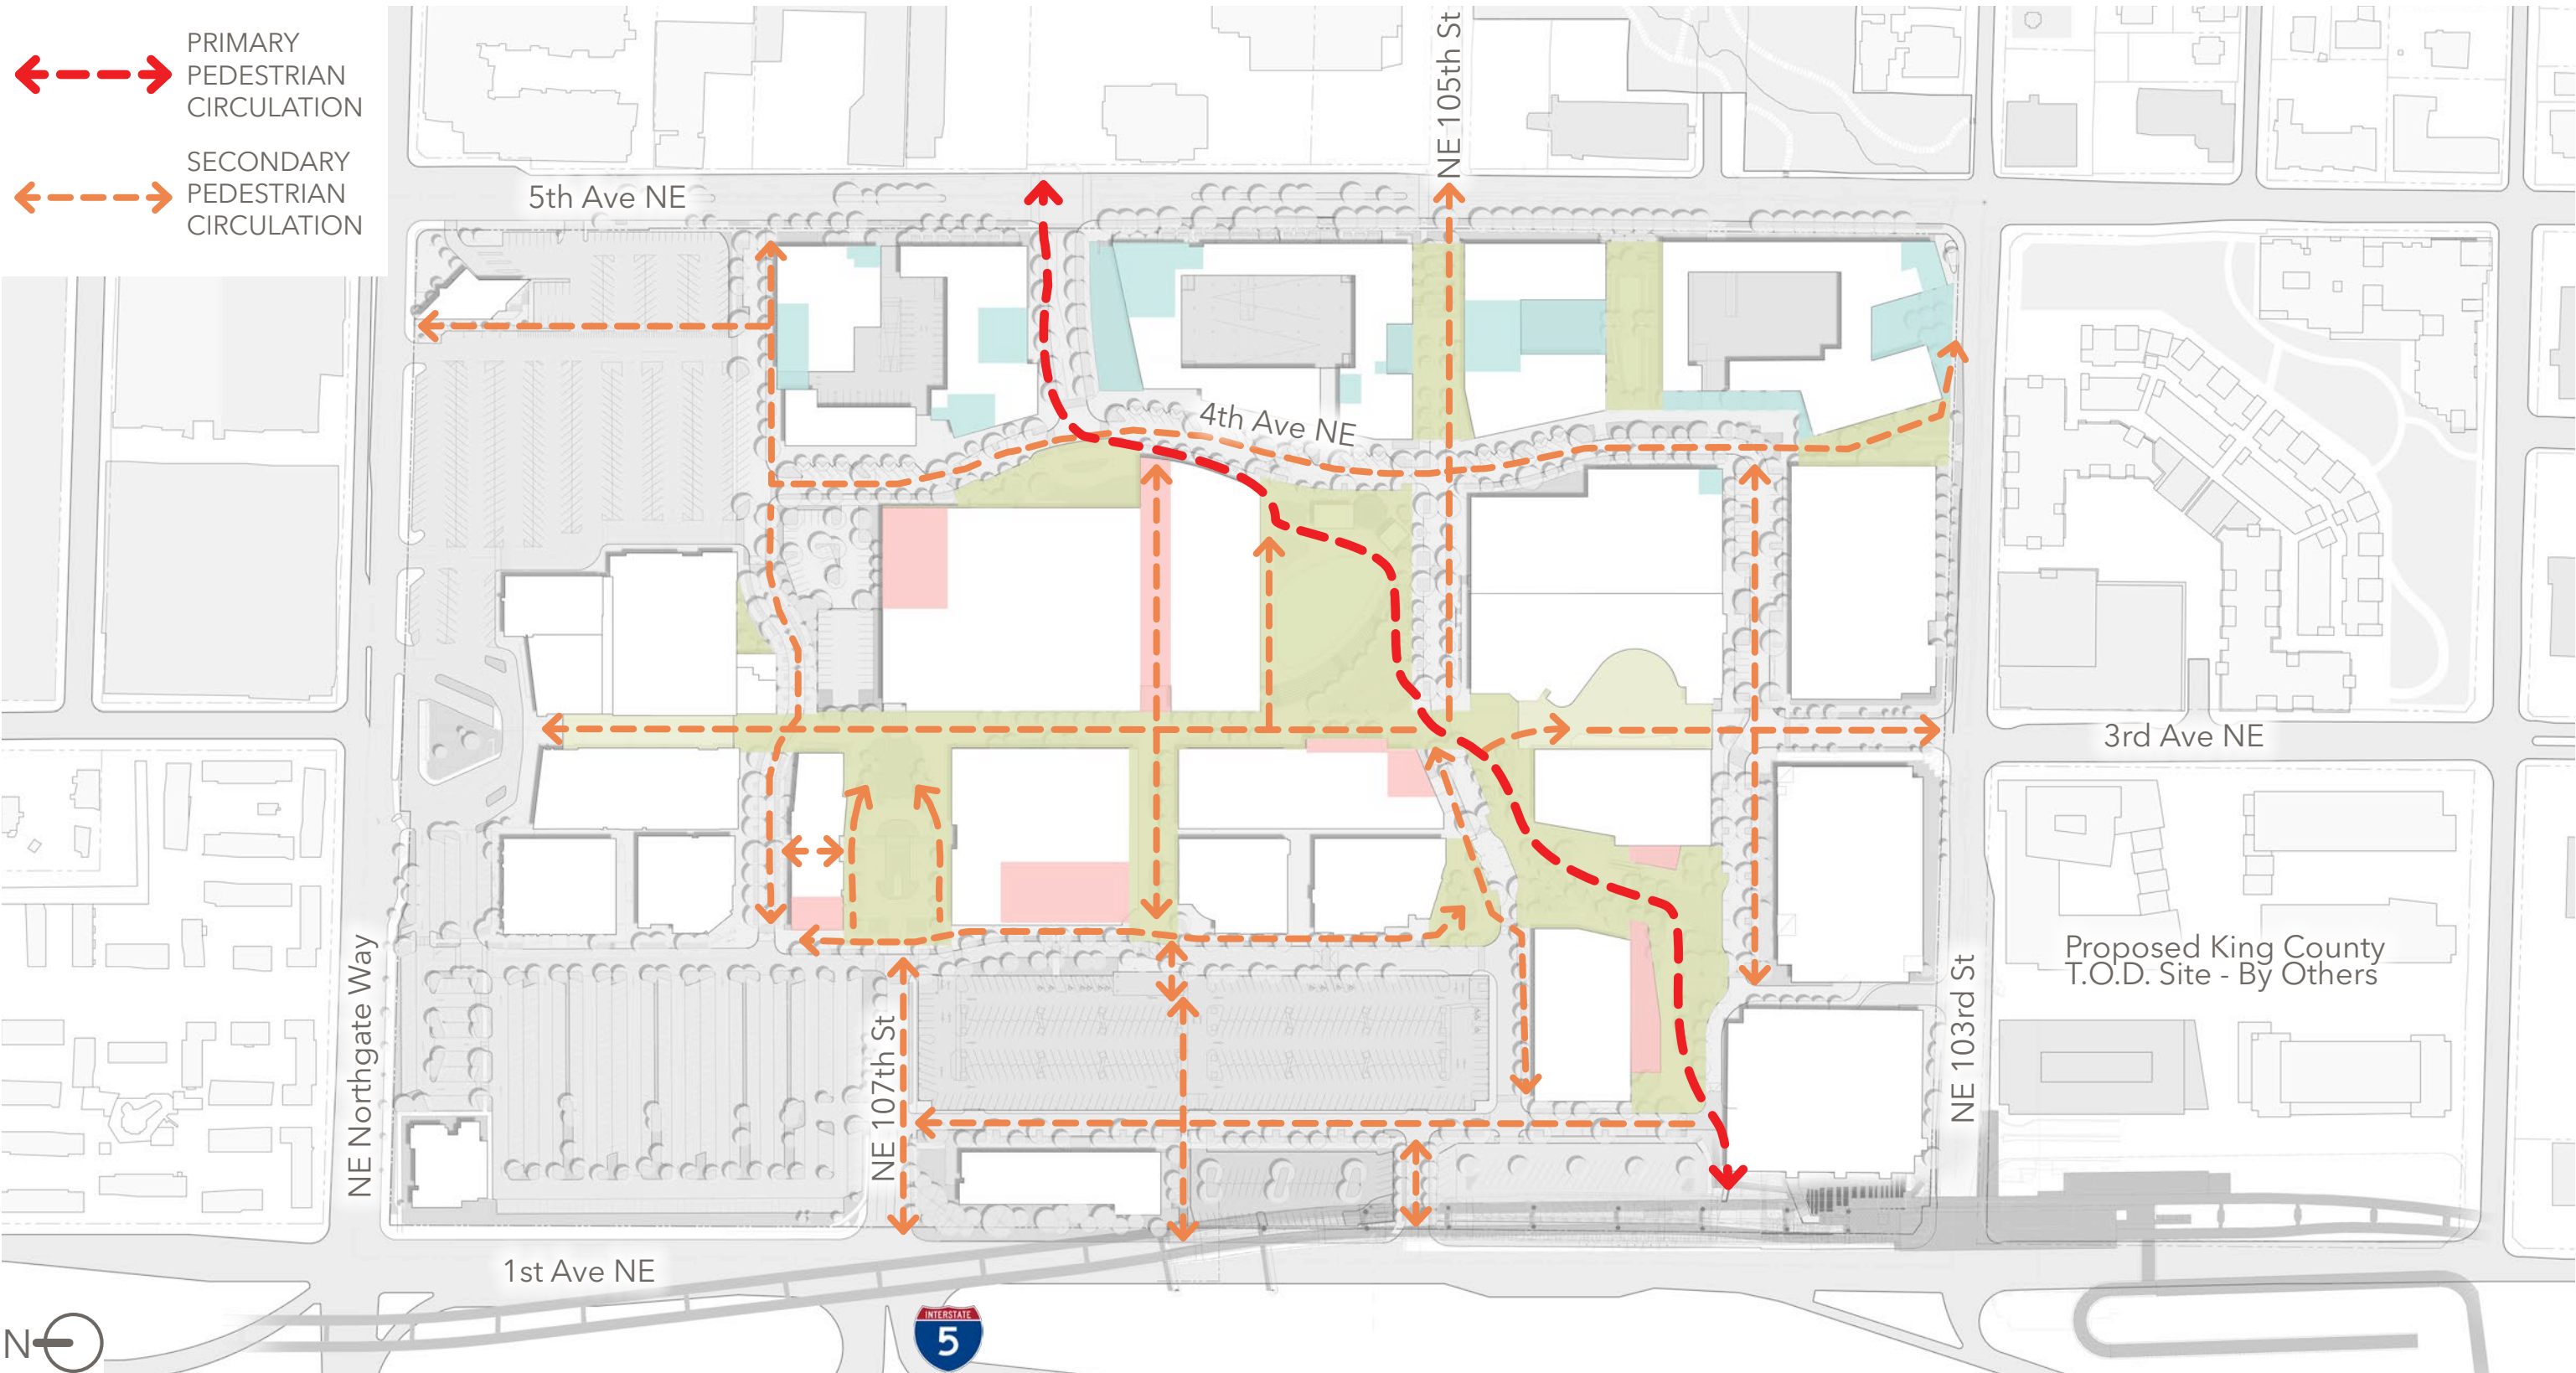 PRIMARY
PEDESTRIAN
CIRCULATION
SECONDARY
PEDESTRIAN
CIRCULATION
5th Ave NE
NE 105th St
4th Ave NE
3rd Ave NE
NE Northgate Way
NE 107th St
NE 103rd St
Proposed King County
T.O.D. Site - By Others
1st Ave NE
INTERSTATE
5
N